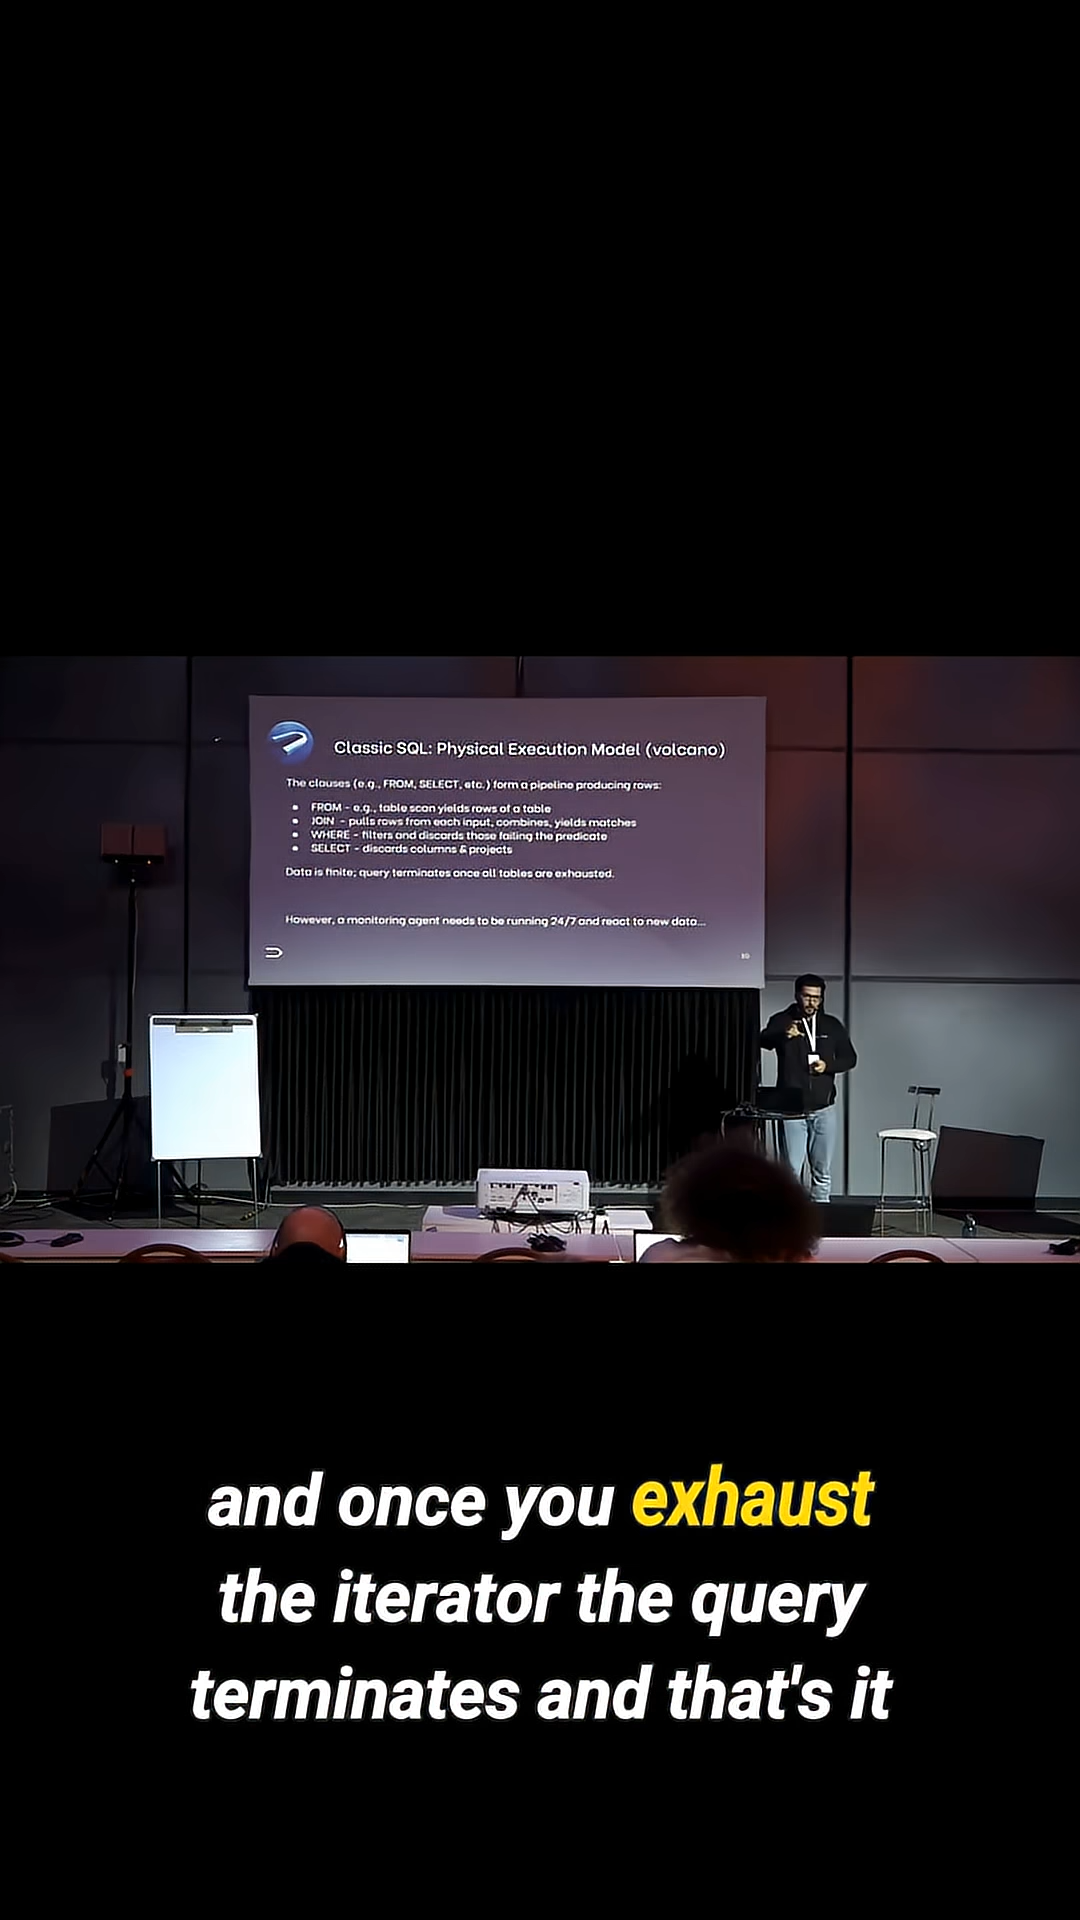 Classic SQL: Physical Execution Model (volcano)
The clauses (e.g., FROM, SELECT, etc.) form a pipeline producing rows:
• FROM - e.g., table scan yields rows of a table
• JOIN - pulls rows from each input, combines, yields matches
• WHERE - filters and discards those failing the predicate
• SELECT - discards columns & projects
Data is finite; query terminates once all tables are exhausted.
However, a monitoring agent needs to be running 24/7 and react to new data...
and once you exhaust
the iterator the query
terminates and that's it